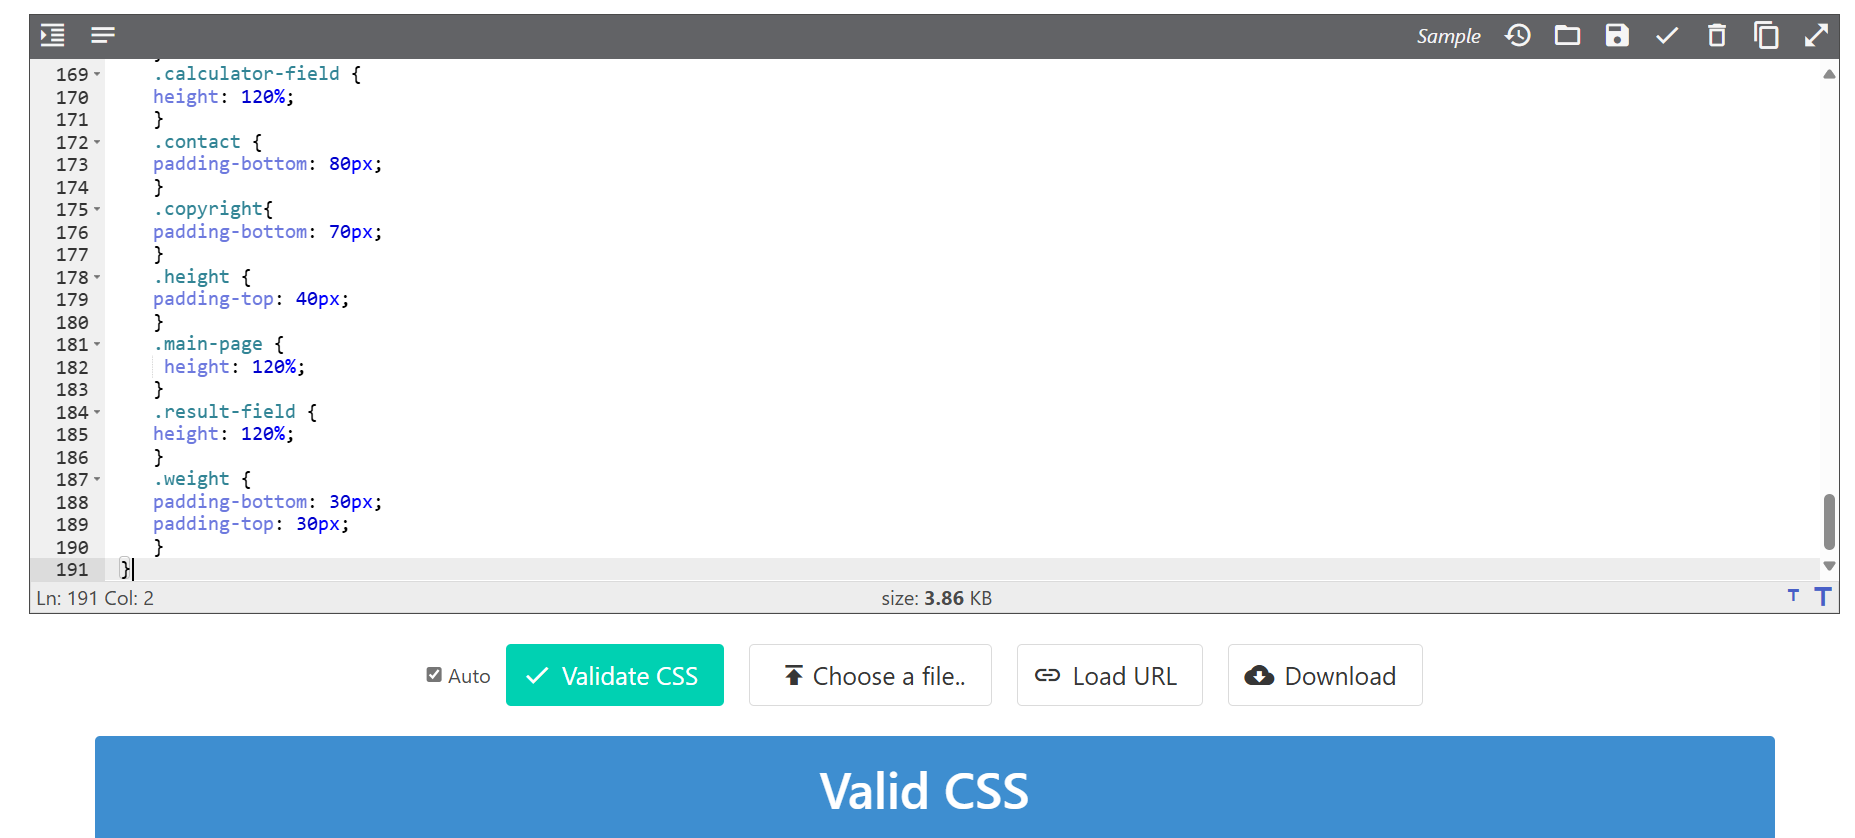 Sample
169 .calculator-field {
170 height: 120%;
171 }
172 .contact {
173 padding-bottom: 80px;
174 }
175 .copyright{
176 padding-bottom: 70px;
177 }
178 .height {
179 padding-top: 40px;
180 }
181 .main-page {
182 height: 120%;
183 }
184 .result-field {
185 height: 120%;
186 }
187 .weight {
188 padding-bottom: 30px;
189 padding-top: 30px;
190 }
191 }
Ln: 191 Col: 2 size: 3.86 KB T T
Auto Validate CSS Choose a file.. Load URL Download
Valid CSS